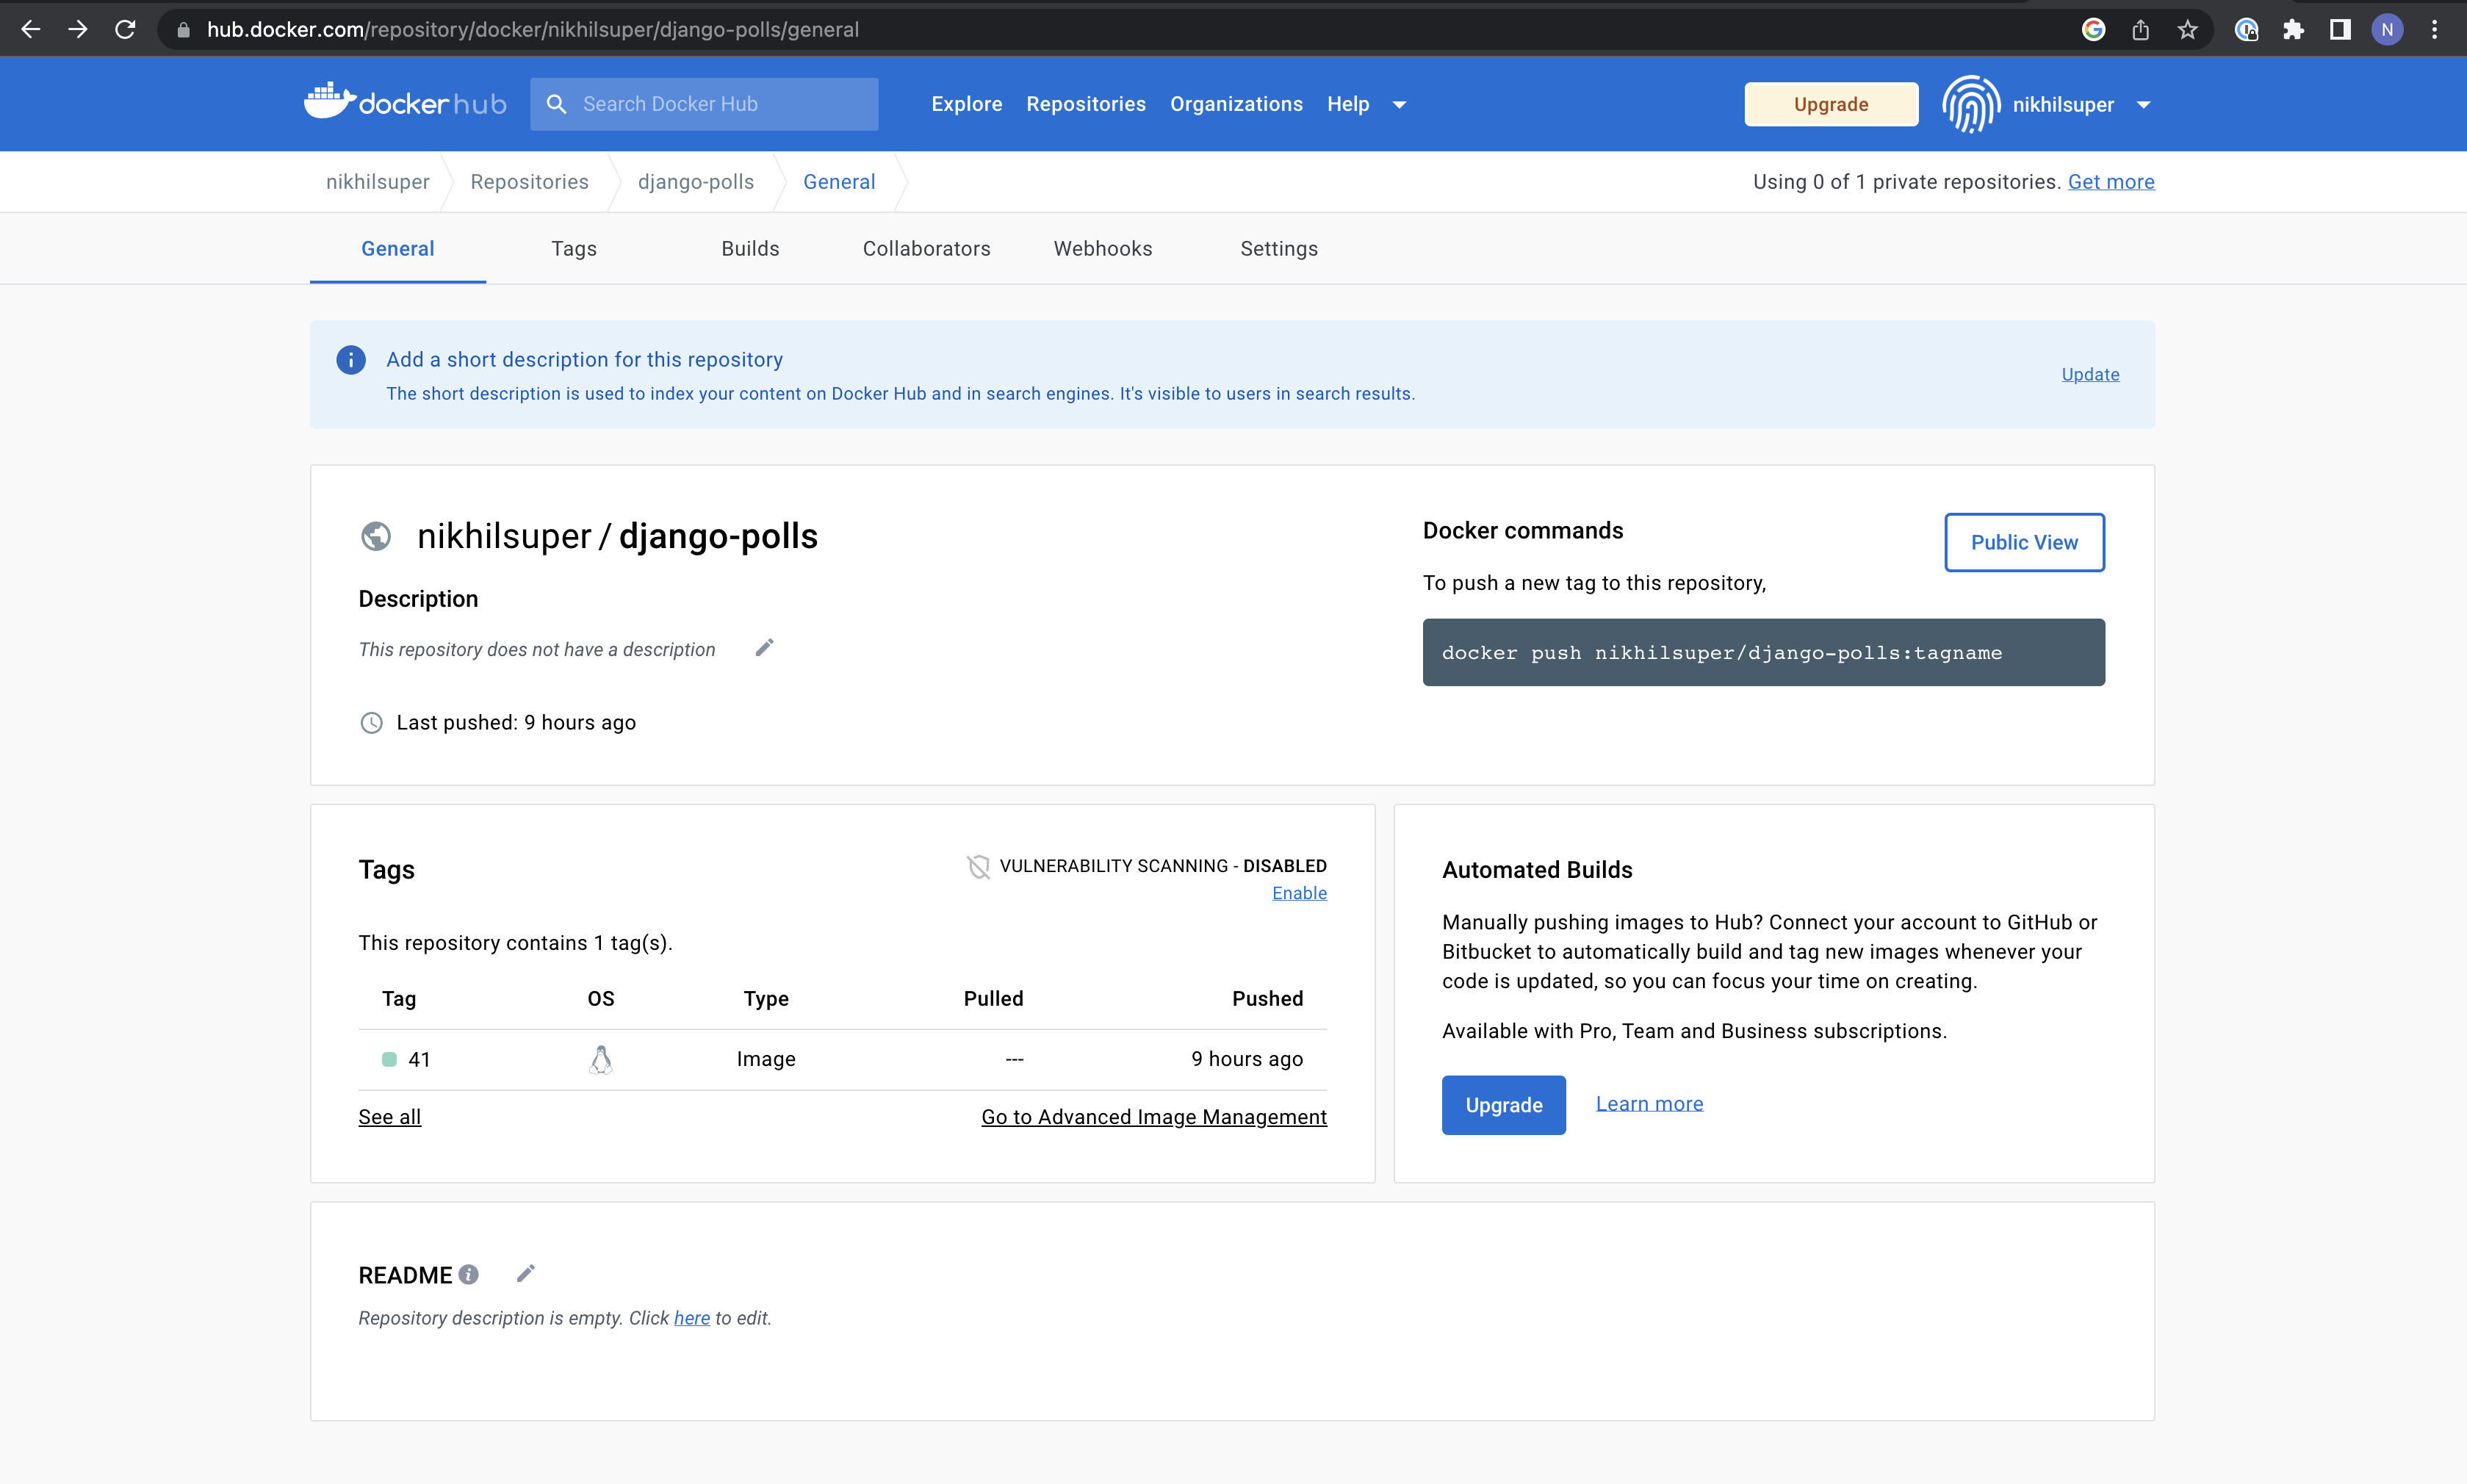 hub.docker.com/repository/docker/nikhilsuper/django-polls/general
N
docker hub
Search Docker Hub
Explore
Repositories
Organizations
Help
Upgrade
nikhilsuper
nikhilsuper
Repositories
django-polls
General
Using 0 of 1 private repositories. Get more
General
Tags
Builds
Collaborators
Webhooks
Settings
Add a short description for this repository
The short description is used to index your content on Docker Hub and in search engines. It's visible to users in search results.
Update
nikhilsuper / django-polls
Description
This repository does not have a description
Last pushed: 9 hours ago
Docker commands
Public View
To push a new tag to this repository,
docker push nikhilsuper/django-polls:tagname
Tags
VULNERABILITY SCANNING - DISABLED
Enable
This repository contains 1 tag(s).
Tag OS Type Pulled Pushed
41 Image --- 9 hours ago
See all
Go to Advanced Image Management
Automated Builds
Manually pushing images to Hub? Connect your account to GitHub or
Bitbucket to automatically build and tag new images whenever your
code is updated, so you can focus your time on creating.
Available with Pro, Team and Business subscriptions.
Upgrade
Learn more
README
Repository description is empty. Click here to edit.